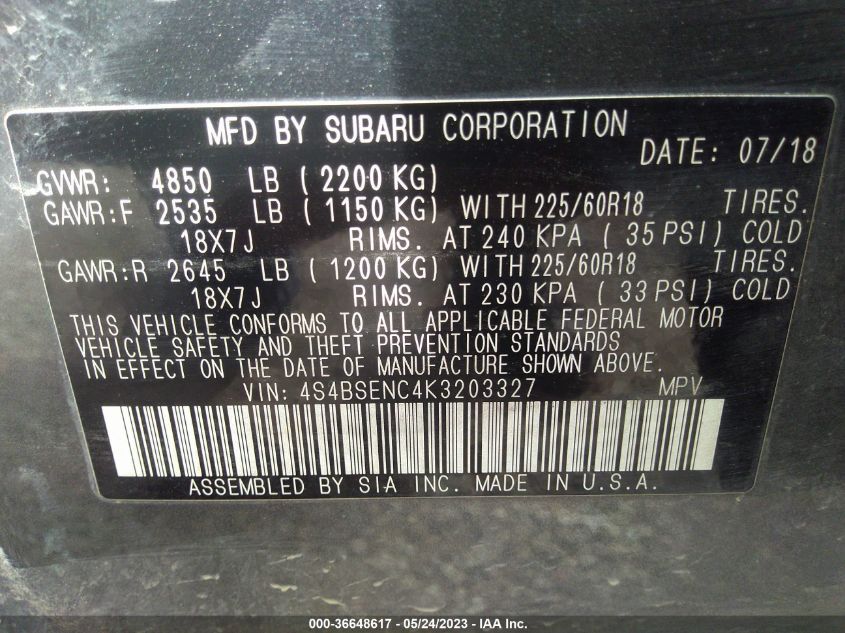 MFD BY SUBARU CORPORATION
DATE: 07/18
GVWR: 4850 LB ( 2200 KG)
GAWR:F 2535 LB ( 1150 KG) WITH 225/60R18 TIRES.
18X7J RIMS. AT 240 KPA ( 35 PSI) COLD
GAWR:R 2645 LB ( 1200 KG) WITH 225/60R18 TIRES.
18X7J RIMS. AT 230 KPA ( 33 PSI) COLD
THIS VEHICLE CONFORMS TO ALL APPLICABLE FEDERAL MOTOR
VEHICLE SAFETY AND THEFT PREVENTION STANDARDS
IN EFFECT ON THE DATE OF MANUFACTURE SHOWN ABOVE.
VIN: 4S4BSENC4K3203327 MPV
ASSEMBLED BY SIA INC. MADE IN U.S.A.
000-36648617 - 05/24/2023 - IAA Inc.